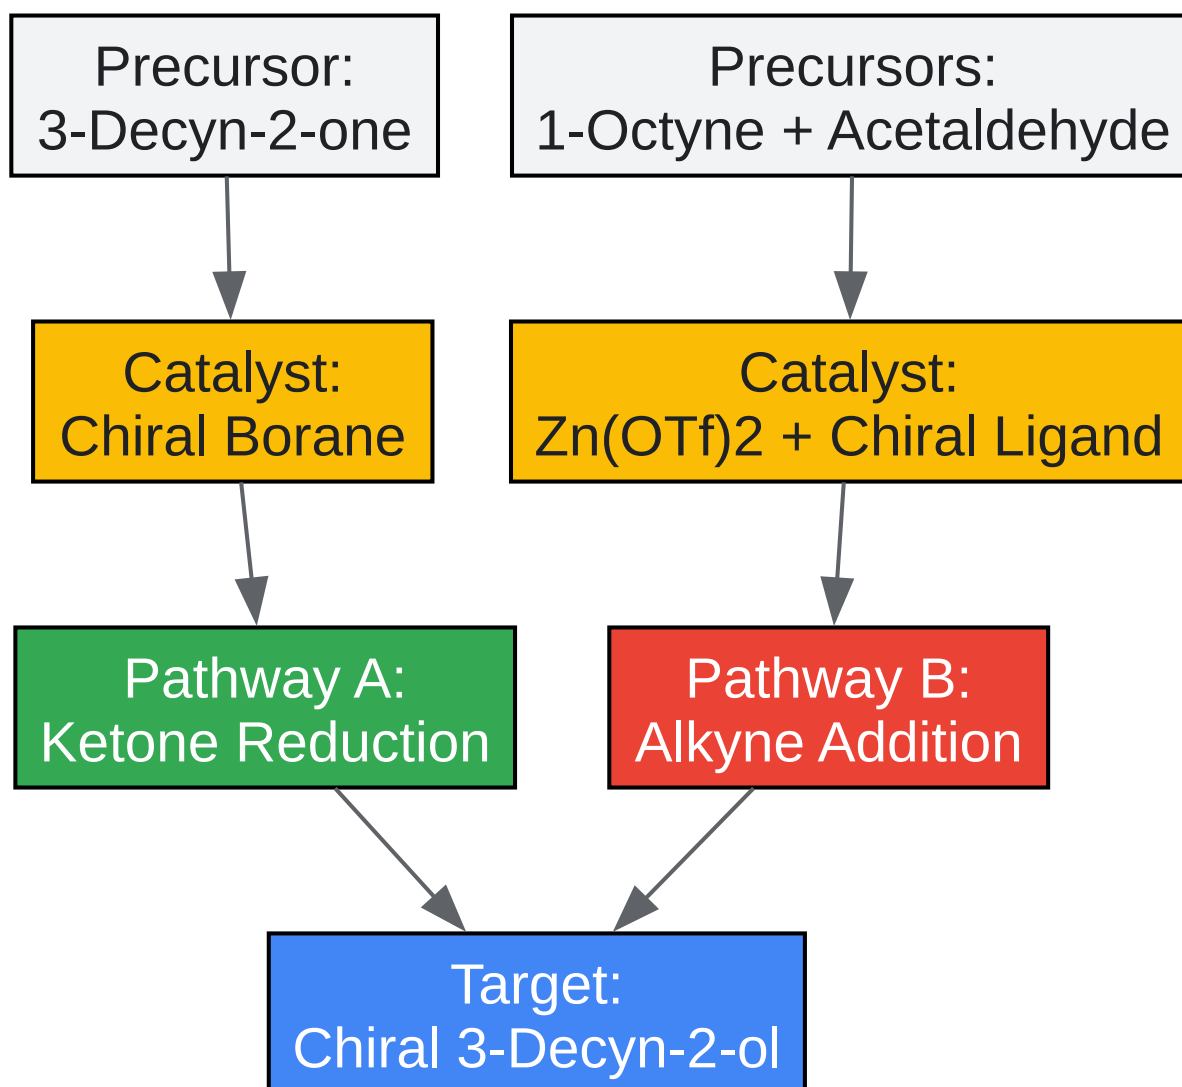 Precursor:
3-Decyn-2-one
Precursors:
1-Octyne + Acetaldehyde
Catalyst:
Chiral Borane
Catalyst:
Zn(OTf)2 + Chiral Ligand
Pathway A:
Ketone Reduction
Pathway B:
Alkyne Addition
Target:
Chiral 3-Decyn-2-ol